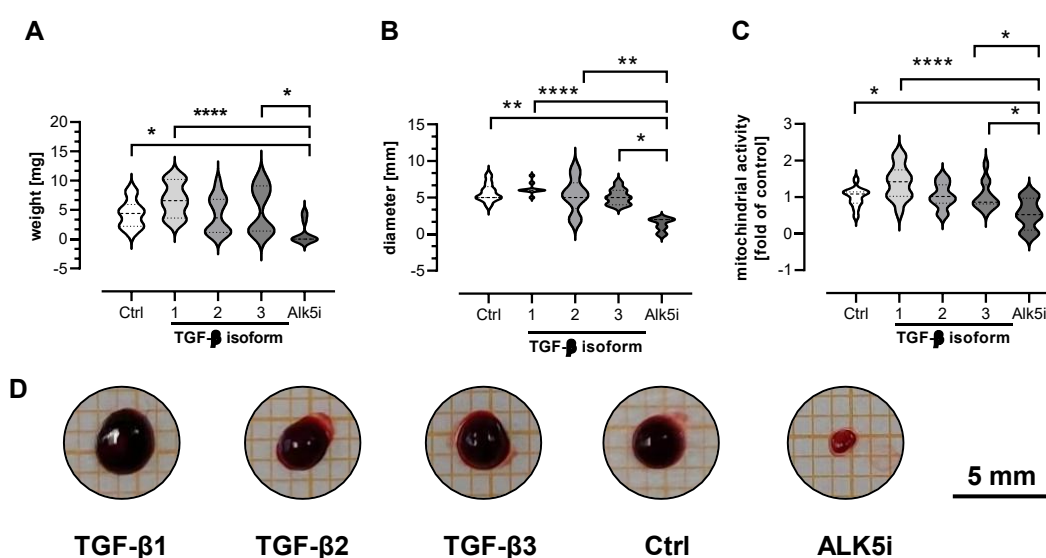 A
B
C
*
****
*
weight [mg]
20
15
10
5
0
-5
Ctrl
1
2
3
Alk5i
TGF-β isoform
**
****
**
*
diameter [mm]
15
10
5
0
-5
Ctrl
1
2
3
Alk5i
TGF-β isoform
*
****
*
*
mitochindrial activity
[fold of control]
3
2
1
0
-1
Ctrl
1
2
3
Alk5i
TGF-β isoform
D
5 mm
TGF-β1
TGF-β2
TGF-β3
Ctrl
ALK5i